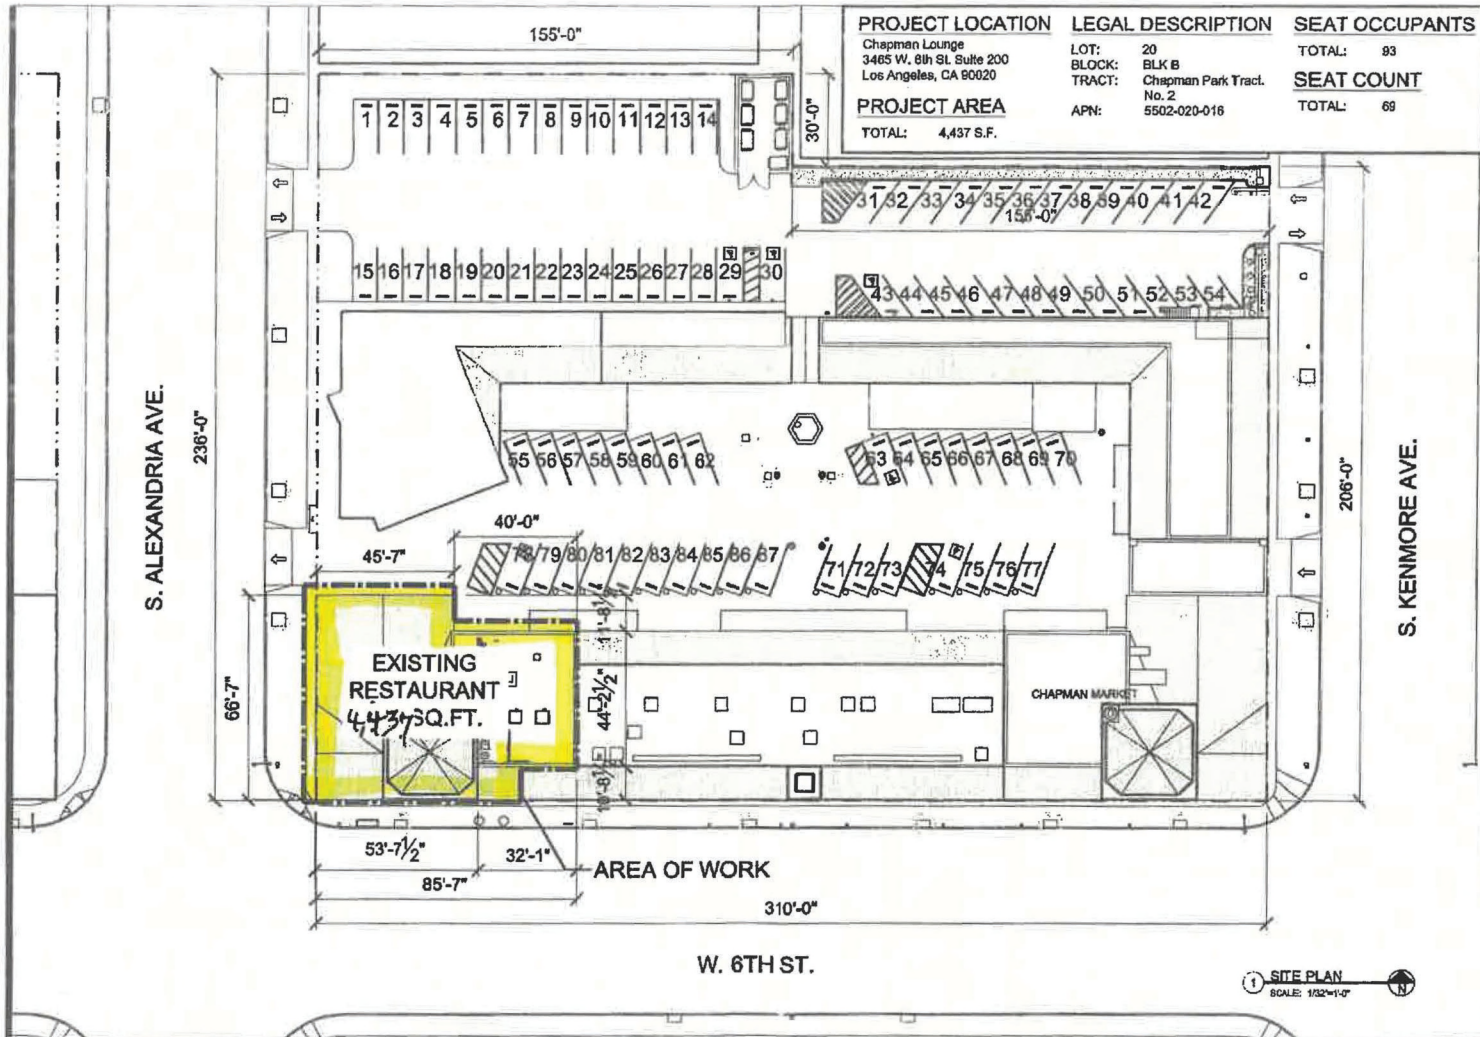 PROJECT LOCATION
Chapman Lounge
3465 W. 6th St. Suite 200
Los Angeles, CA 90020
PROJECT AREA
TOTAL: 4,437 S.F.
LEGAL DESCRIPTION
LOT: 20
BLOCK: BLK B
TRACT: Chapman Park Tract.
No. 2
APN: 5502-020-016
SEAT OCCUPANTS
TOTAL: 93
SEAT COUNT
TOTAL: 69
155'-0"
30'-0"
1 2 3 4 5 6 7 8 9 10 11 12 13 14
31 32 33 34 35 36 37 38 39 40 41 42
155'-0"
15 16 17 18 19 20 21 22 23 24 25 26 27 28 29 30
43 44 45 46 47 48 49 50 51 52 53 54
S. ALEXANDRIA AVE.
236'-0"
206'-0"
S. KENMORE AVE.
55 56 57 58 59 60 61 62
63 64 65 66 67 68 69 70
40'-0"
45'-7"
78 79 80 81 82 83 84 85 86 87
71 72 73 74 75 76 77
11'-8½"
66'-7"
EXISTING
RESTAURANT
4,437 SQ.FT.
44'-2½"
CHAPMAN MARKET
10'-8½"
53'-7½"
32'-1"
AREA OF WORK
85'-7"
310'-0"
W. 6TH ST.
1 SITE PLAN
SCALE: 1/32"=1'-0"
N